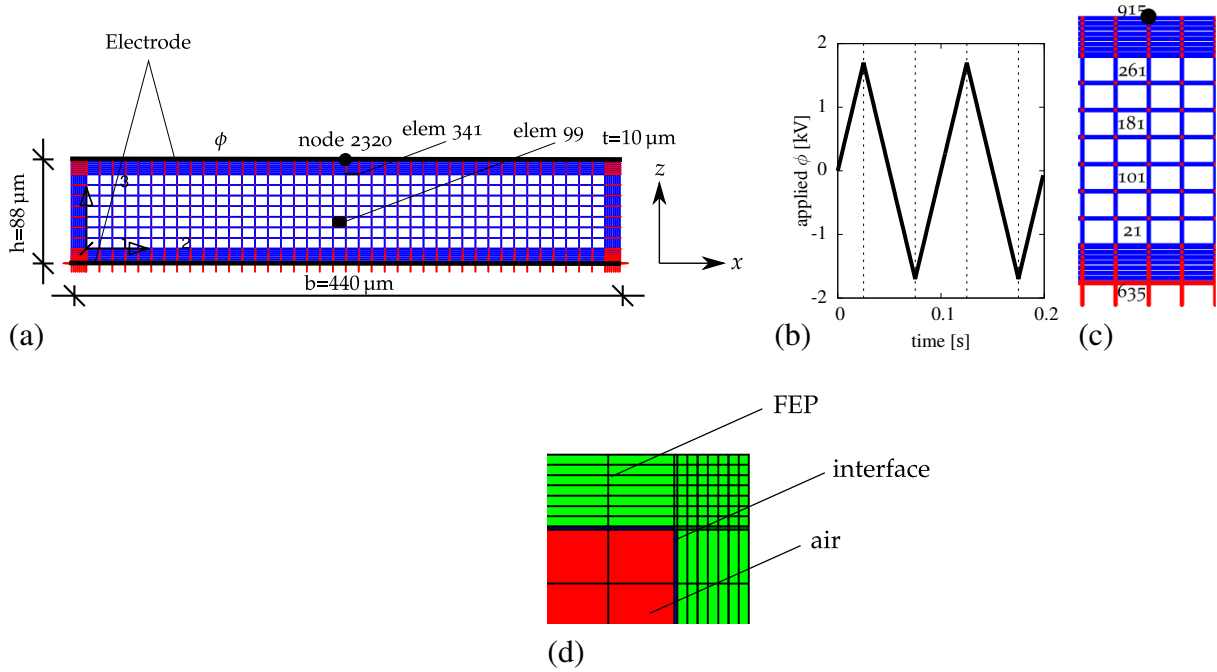 Electrode
ϕ
node 2320
elem 341
elem 99
t=10 µm
h=88 µm
3
2
b=440 µm
z
x
(a)
applied ϕ [kV]
2
1
0
-1
-2
0
0.1
0.2
time [s]
(b)
915
261
181
101
21
635
(c)
FEP
interface
air
(d)